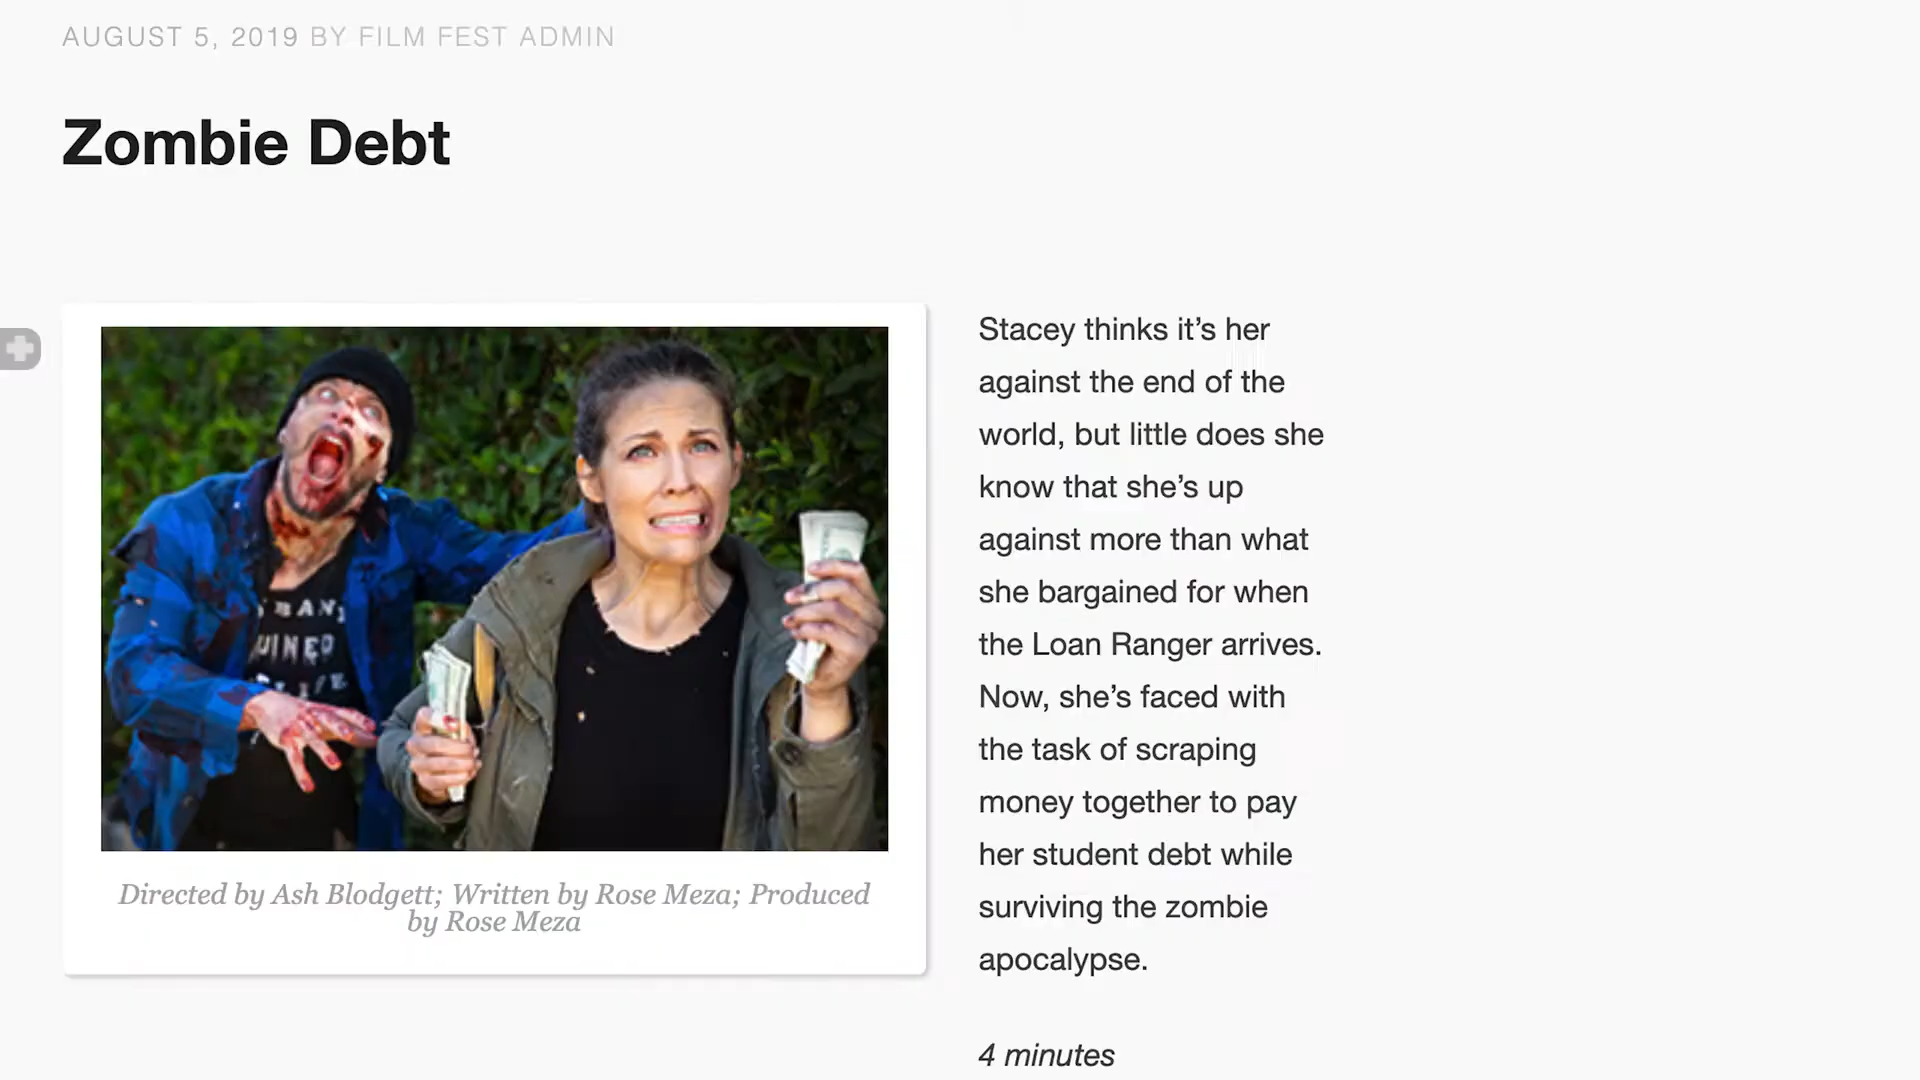 AUGUST 5, 2019 BY FILM FEST ADMIN
Zombie Debt
Stacey thinks it’s her
against the end of the
world, but little does she
know that she’s up
against more than what
she bargained for when
the Loan Ranger arrives.
Now, she’s faced with
the task of scraping
money together to pay
her student debt while
surviving the zombie
apocalypse.
4 minutes
Directed by Ash Blodgett; Written by Rose Meza; Produced
by Rose Meza